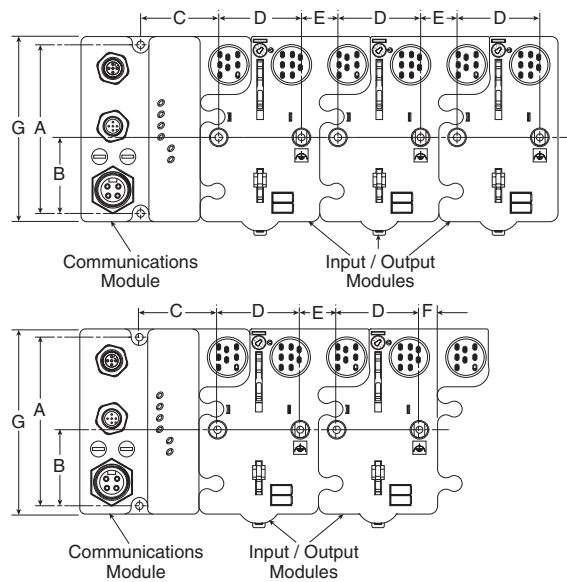 C D E D E D
G A
B
Communications
Module
Input / Output
Modules
C D E D F
G A
B
Communications
Module
Input / Output
Modules